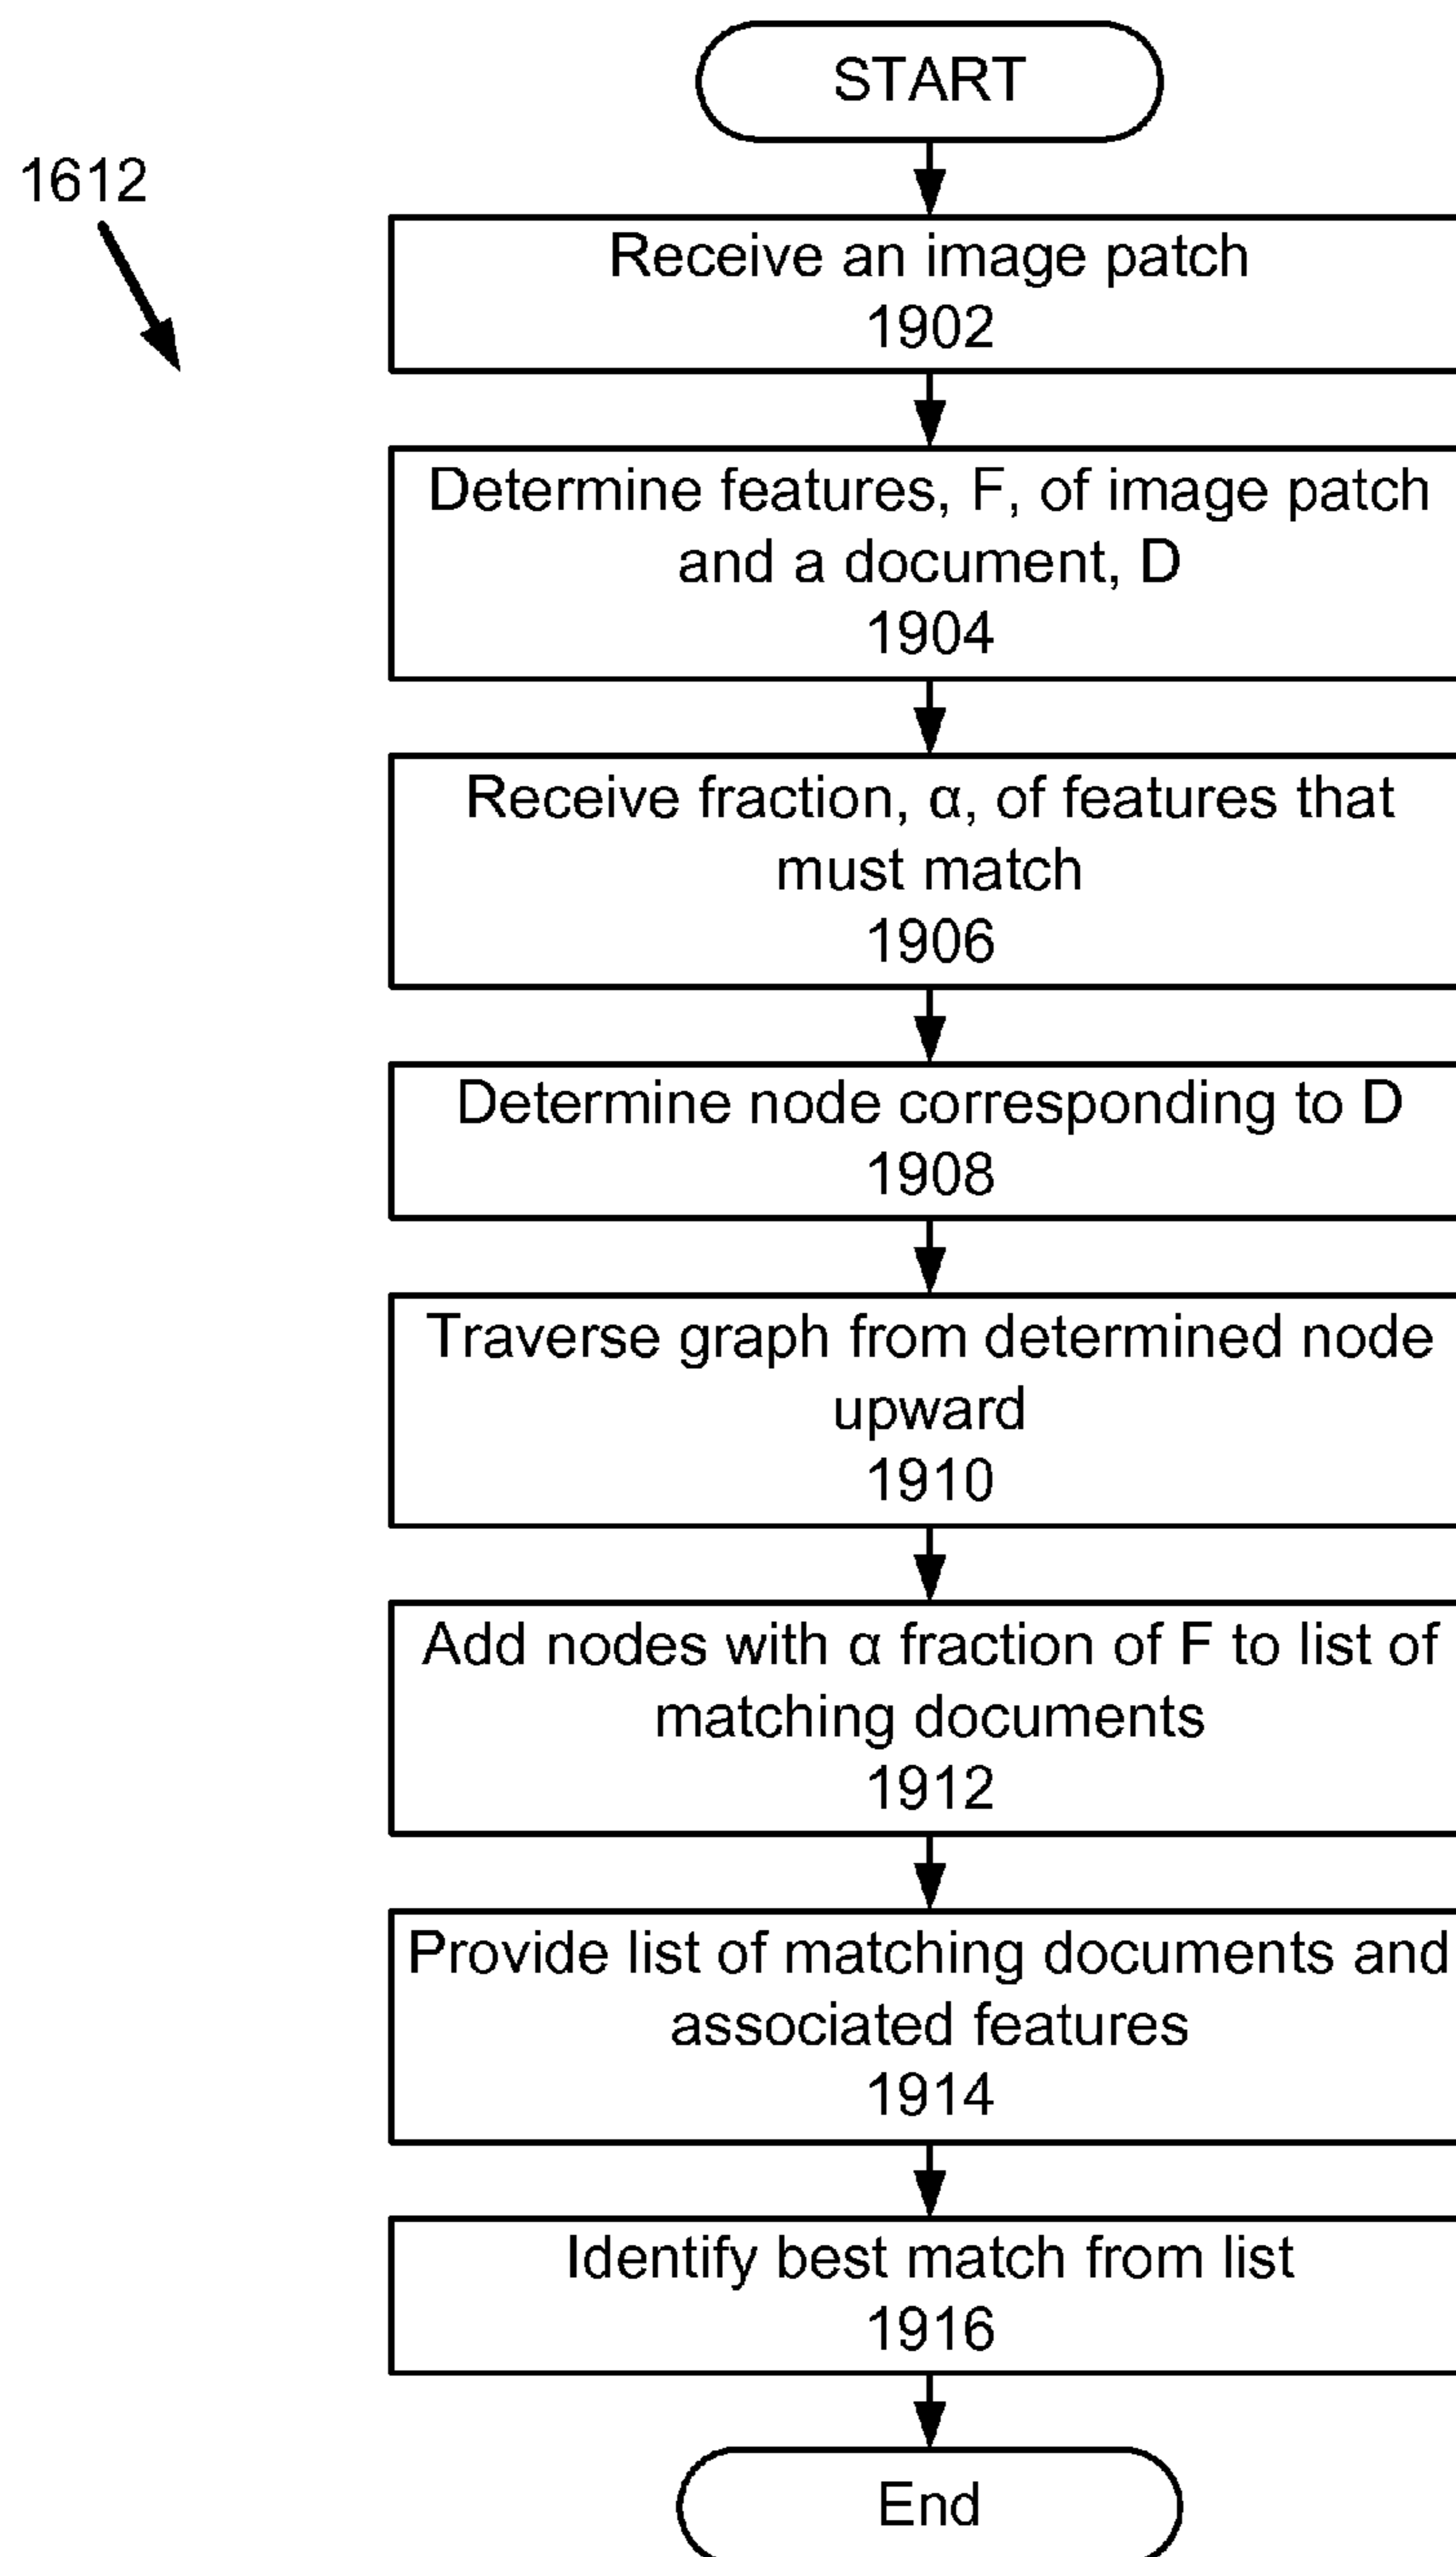 START
1612
Receive an image patch
1902
Determine features, F, of image patch
and a document, D
1904
Receive fraction, α, of features that
must match
1906
Determine node corresponding to D
1908
Traverse graph from determined node
upward
1910
Add nodes with α fraction of F to list of
matching documents
1912
Provide list of matching documents and
associated features
1914
Identify best match from list
1916
End